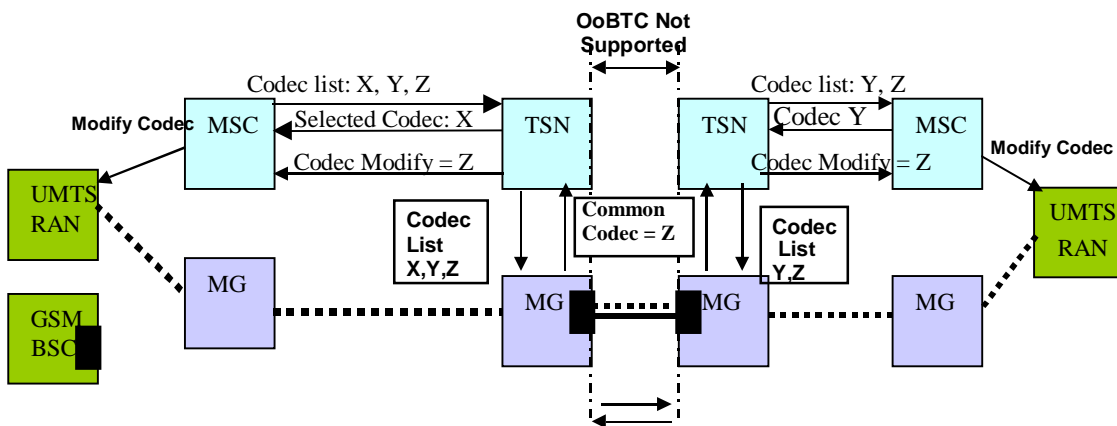 OoBTC Not
Supported
Codec list: X, Y, Z
Codec list: Y, Z
Modify Codec
MSC
Selected Codec: X
TSN
TSN
Codec Y
MSC
Modify Codec
Codec Modify = Z
Codec Modify = Z
UMTS
RAN
Codec
List
X,Y,Z
Common
Codec = Z
Codec
List
Y,Z
UMTS
RAN
MG
MG
MG
MG
GSM
BSC